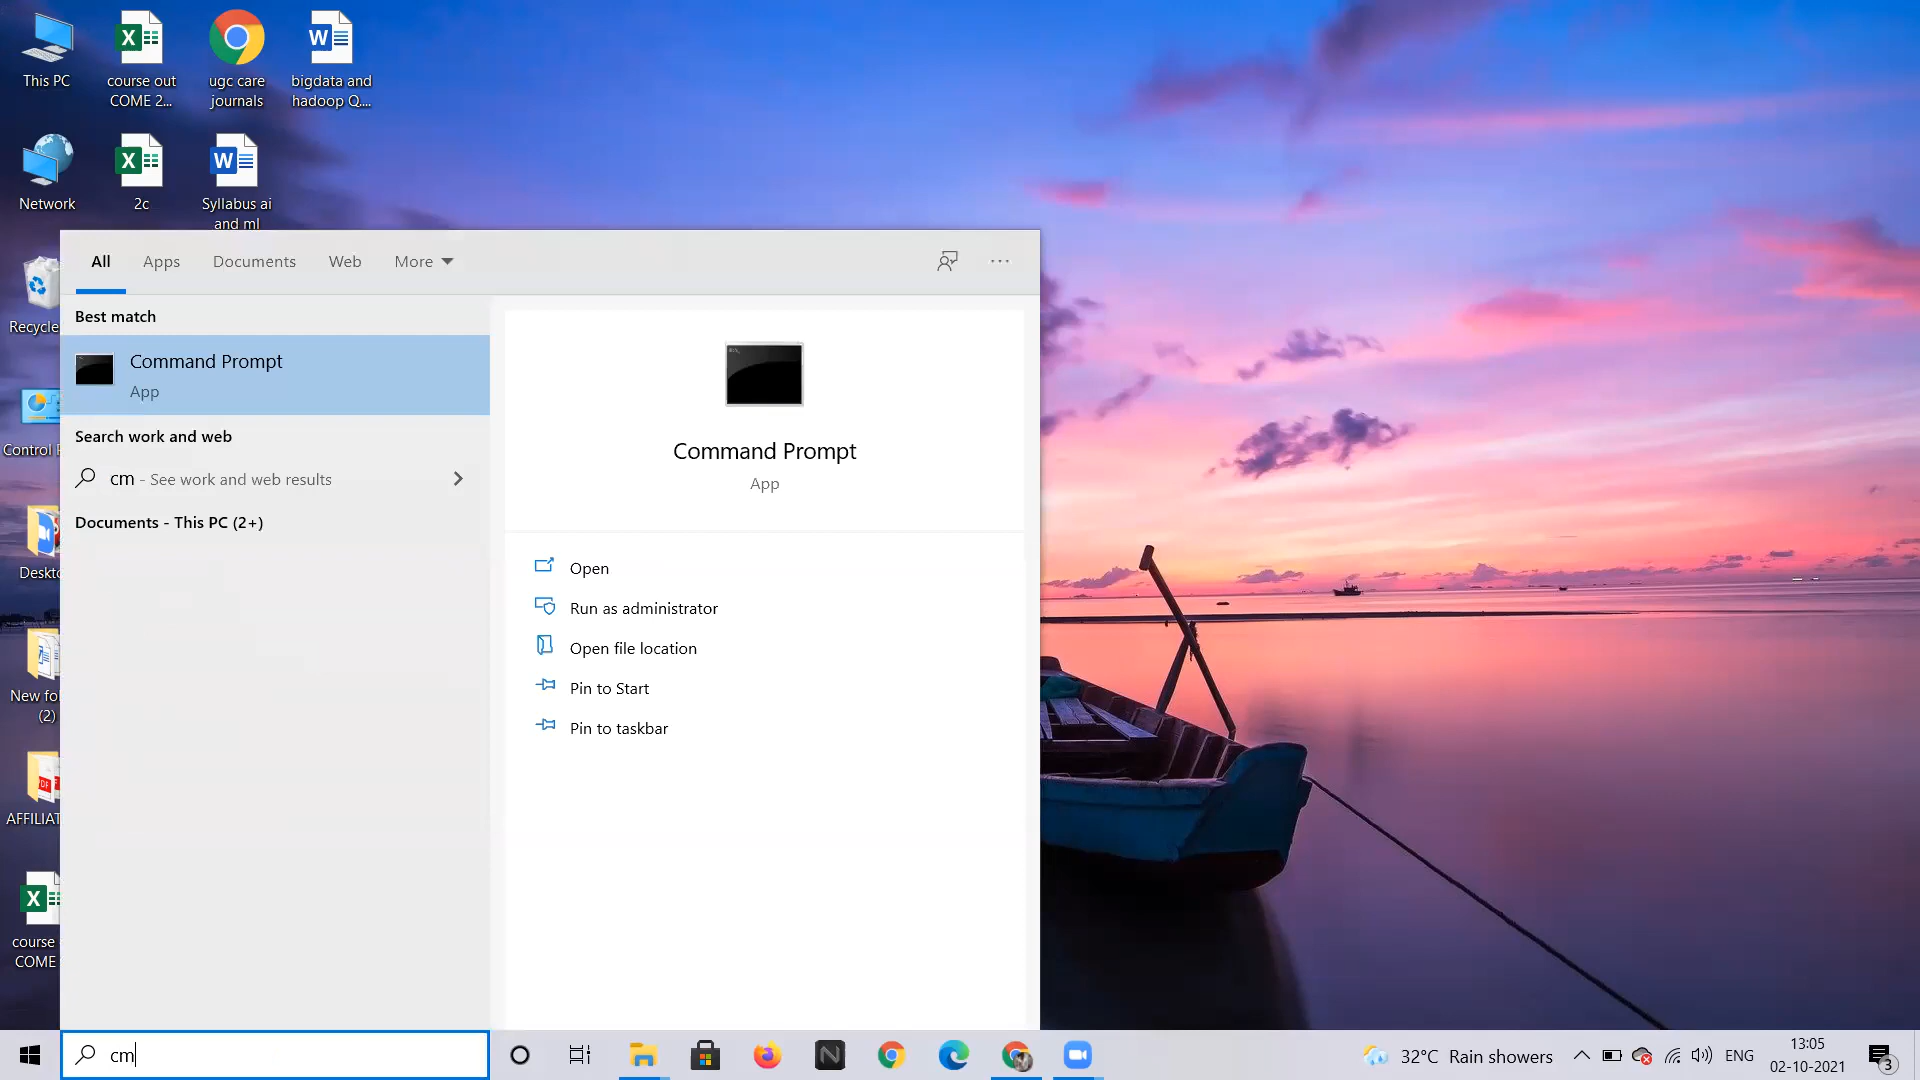 This PC
course out
COME 2...
ugc care
journals
bigdata and
hadoop Q....
Network
2c
Syllabus ai
and ml
Recycle
Control
Deskto
New fol
(2)
AFFILIAT
course
COME
All
Apps
Documents
Web
More
...
Best match
Command Prompt
App
Search work and web
cm - See work and web results
Documents - This PC (2+)
Command Prompt
App
Open
Run as administrator
Open file location
Pin to Start
Pin to taskbar
cm
32°C Rain showers
ENG
13:05
02-10-2021
3